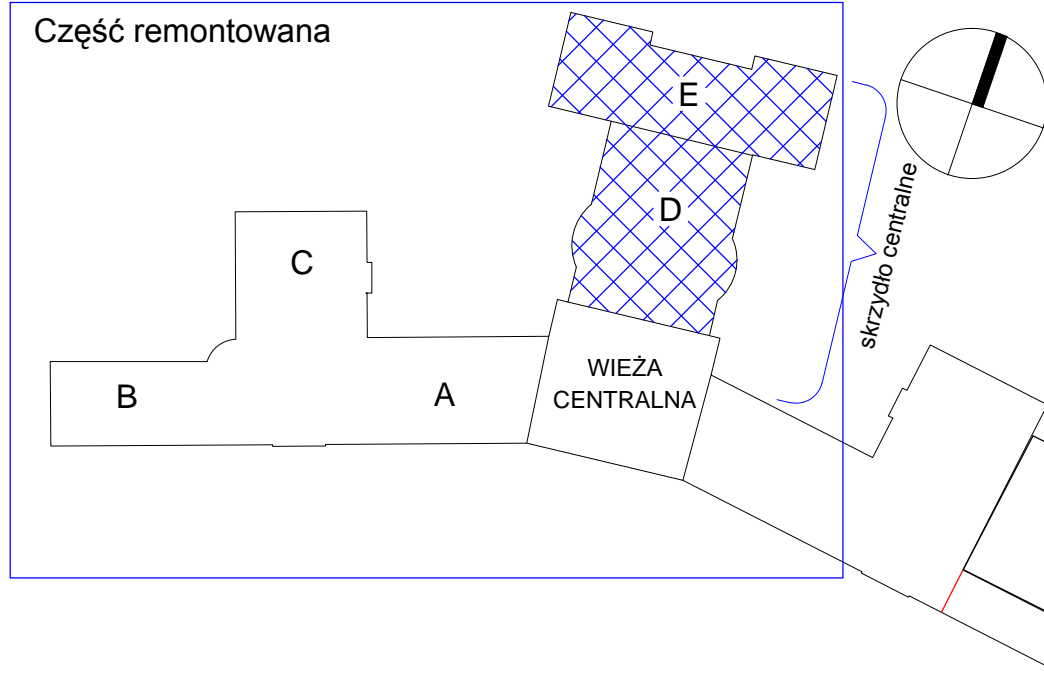 Część remontowana
E
D
skrzydło centralne
C
WIEŻA
CENTRALNA
B
A